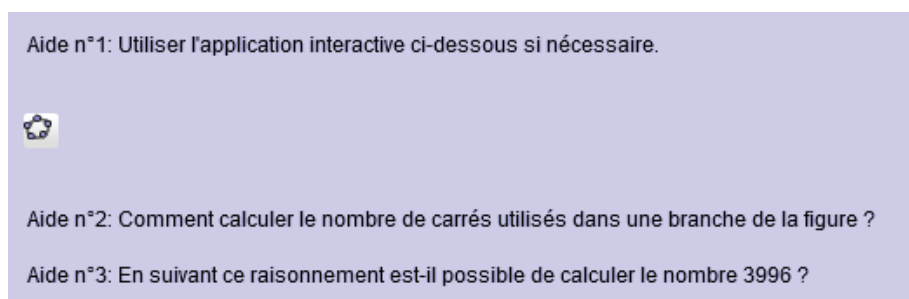 Aide n°1: Utiliser l'application interactive ci-dessous si nécessaire.
Aide n°2: Comment calculer le nombre de carrés utilisés dans une branche de la figure ?
Aide n°3: En suivant ce raisonnement est-il possible de calculer le nombre 3996 ?